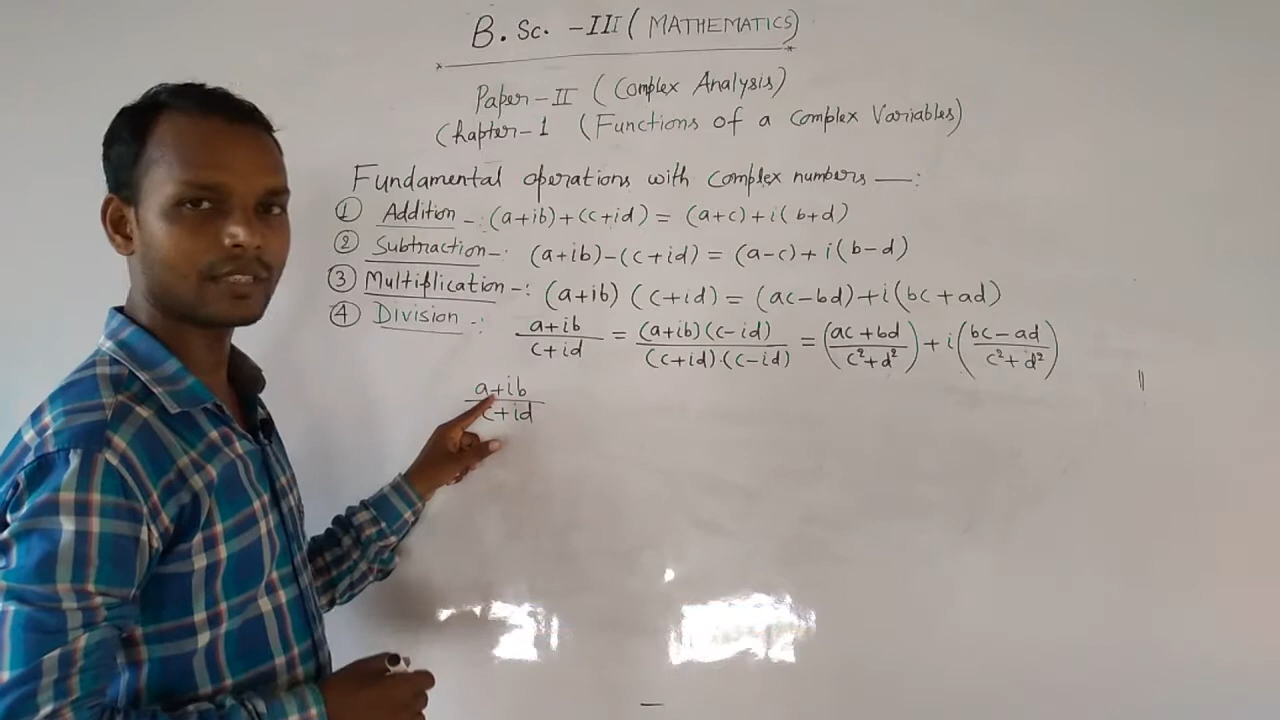 B.Sc. -III ( MATHEMATICS)
Paper-II (Complex Analysis)
Chapter-1 (Functions of a complex Variables)
Fundamental operations with complex numbers —:
① Addition -: (a+ib)+(c+id) = (a+c)+i(b+d)
② Subtraction-: (a+ib)-(c+id) = (a-c)+i(b-d)
③ Multiplication -: (a+ib) (c+id) = (ac-bd)+i(bc+ad)
④ Division -: a+ib/c+id = (a+ib)(c-id)/(c+id)(c-id) = (ac+bd/c²+d²) + i(bc-ad/c²+d²)
a+ib/c+id